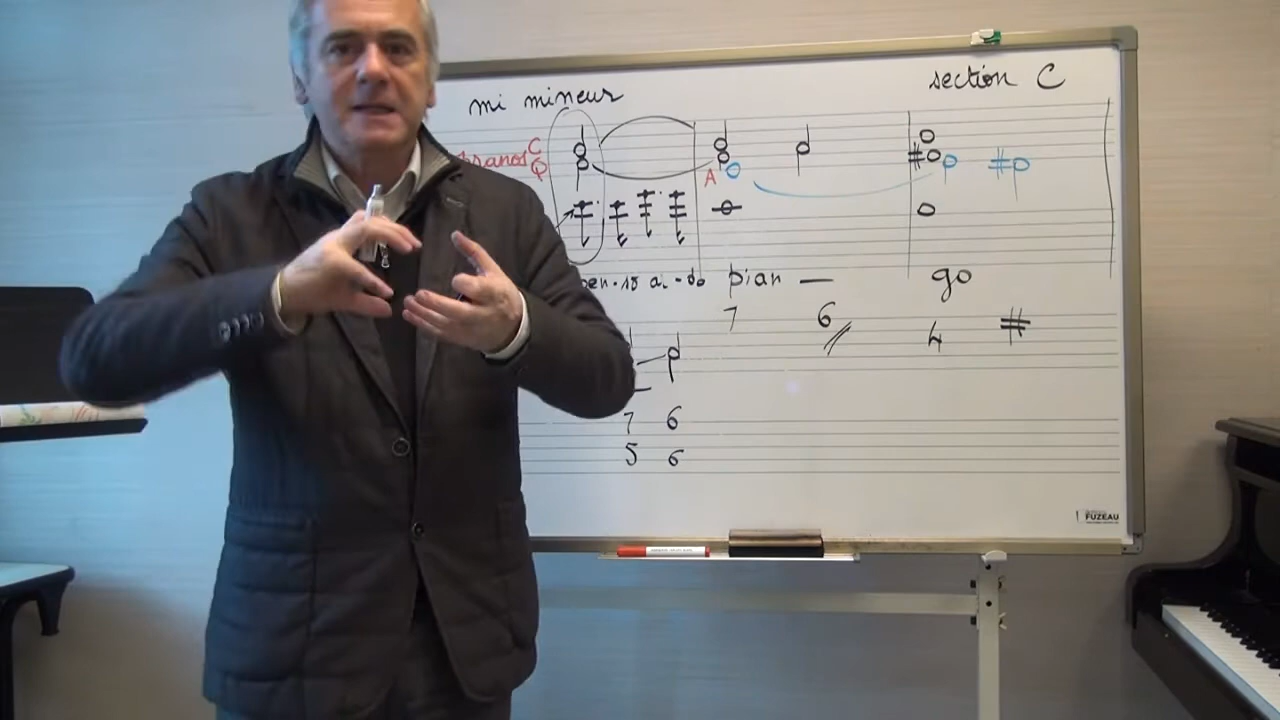 mi mineur
section C
C
Q
A
pian — go
7 6 4 #
7 6
5 6
FUZEAU